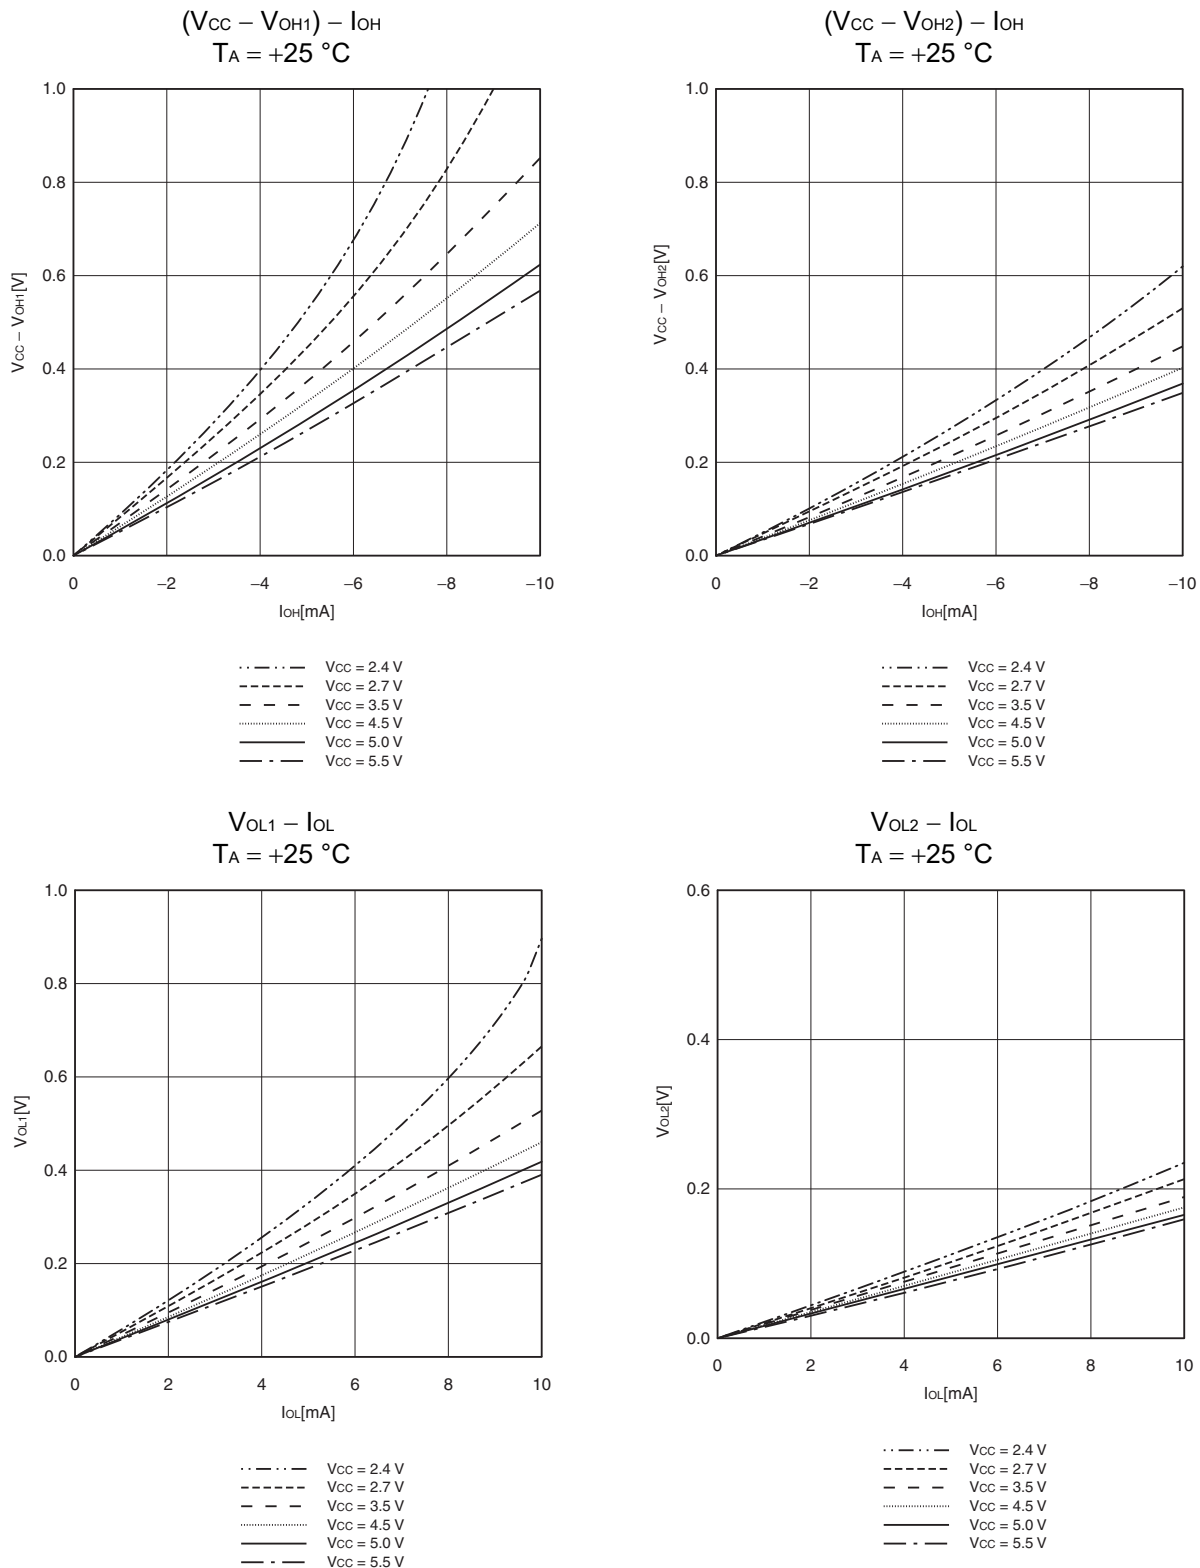 (VCC – VOH1) – IOH
TA = +25 °C
1.0
0.8
0.6
0.4
0.2
0.0
VCC – VOH1[V]
0 –2 –4 –6 –8 –10
IOH[mA]
VCC = 2.4 V
VCC = 2.7 V
VCC = 3.5 V
VCC = 4.5 V
VCC = 5.0 V
VCC = 5.5 V
(VCC – VOH2) – IOH
TA = +25 °C
1.0
0.8
0.6
0.4
0.2
0.0
VCC – VOH2[V]
0 –2 –4 –6 –8 –10
IOH[mA]
VCC = 2.4 V
VCC = 2.7 V
VCC = 3.5 V
VCC = 4.5 V
VCC = 5.0 V
VCC = 5.5 V
VOL1 – IOL
TA = +25 °C
1.0
0.8
0.6
0.4
0.2
0.0
VOL1[V]
0 2 4 6 8 10
IOL[mA]
VCC = 2.4 V
VCC = 2.7 V
VCC = 3.5 V
VCC = 4.5 V
VCC = 5.0 V
VCC = 5.5 V
VOL2 – IOL
TA = +25 °C
0.6
0.4
0.2
0.0
VOL2[V]
0 2 4 6 8 10
IOL[mA]
VCC = 2.4 V
VCC = 2.7 V
VCC = 3.5 V
VCC = 4.5 V
VCC = 5.0 V
VCC = 5.5 V